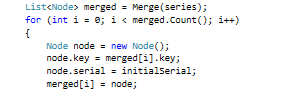 List<Node> merged = Merge(series);
for (int i = 0; i < merged.Count(); i++)
{
    Node node = new Node();
    node.key = merged[i].key;
    node.serial = initialSerial;
    merged[i] = node;